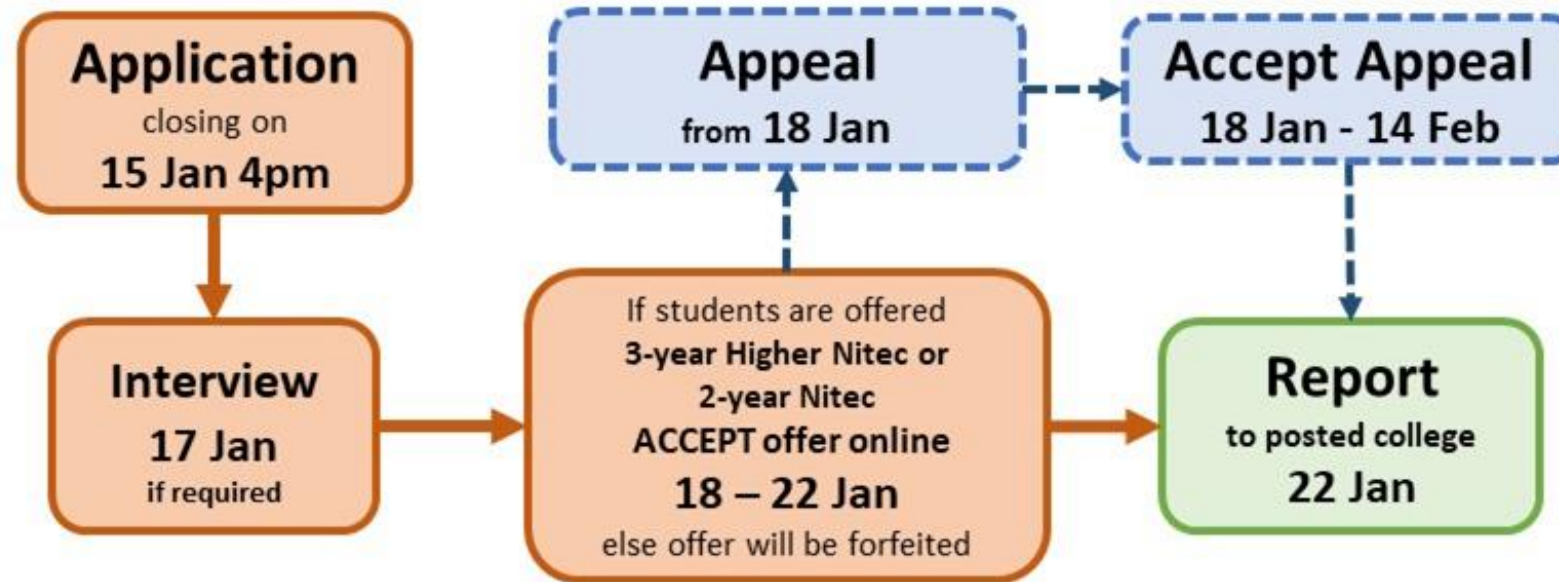 Application
closing on
15 Jan 4pm
Interview
17 Jan
if required
If students are offered
3-year Higher Nitec or
2-year Nitec
ACCEPT offer online
18 – 22 Jan
else offer will be forfeited
Appeal
from 18 Jan
Accept Appeal
18 Jan - 14 Feb
Report
to posted college
22 Jan